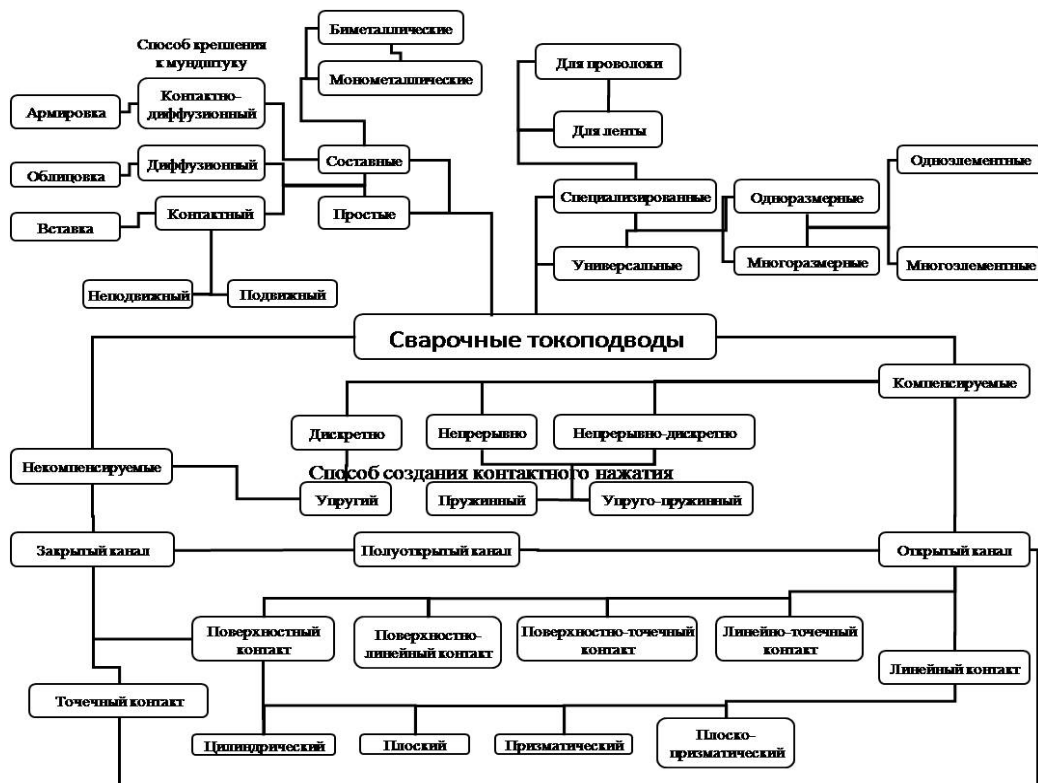 Биметаллические
Способ крепления
к мундштуку
Монометаллические
Для проволоки
Армировка
Контактно-
диффузионный
Для ленты
Составные
Одноэлементные
Облицовка
Диффузионный
Специализированные
Одноразмерные
Вставка
Контактный
Простые
Универсальные
Многоразмерные
Многоэлементные
Неподвижный
Подвижный
Сварочные токоподводы
Компенсируемые
Дискретно
Непрерывно
Непрерывно-дискретно
Некомпенсируемые
Способ создания контактного нажатия
Упругий
Пружинный
Упруго-пружинный
Закрытый канал
Полуоткрытый канал
Открытый канал
Поверхностный
контакт
Поверхностно-
линейный контакт
Поверхностно-точечный
контакт
Линейно-точечный
контакт
Линейный контакт
Точечный контакт
Цилиндрический
Плоский
Призматический
Плоско-
призматический